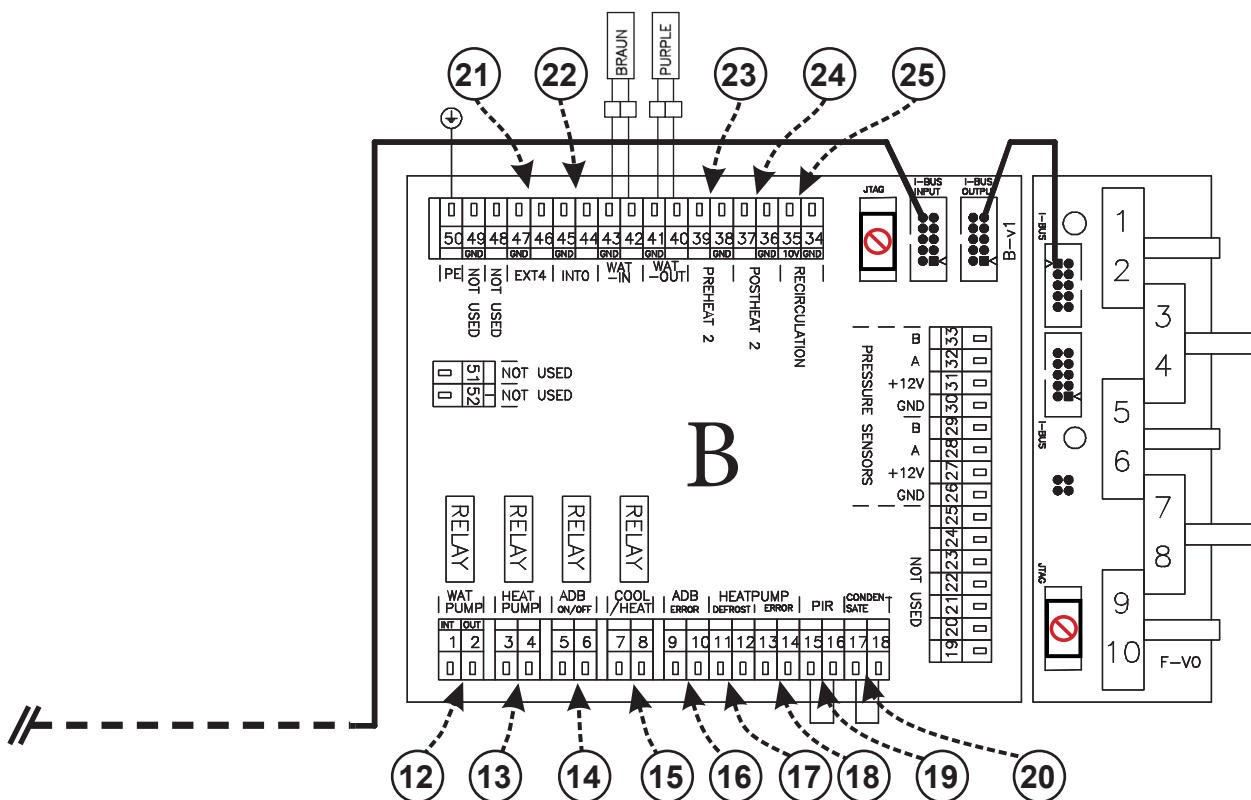 BRAUN
PURPLE
21 22 23 24 25
JTAG
I-BUS
INPUT
I-BUS
OUTPUT
B-v1
50 49 48 47 46 45 44 43 42 41 40 39 38 37 36 35 34
GND GND GND GND GND GND GND 10V GND
PE
NOT USED
NOT USED
EXT4
INTO
WAT
-IN
WAT
-OUT
PREHEAT 2
POSTHEAT 2
RECIRCULATION
51 NOT USED
52 NOT USED
B
PRESSURE SENSORS
B 33
A 32
+12V 31
GND 30
B 29
A 28
+12V 27
GND 26
25
24
23
22
21
20
19
NOT USED
RELAY
RELAY
RELAY
RELAY
WAT
PUMP
HEAT
PUMP
ADB
ON/OFF
COOL
/HEAT
ADB
ERROR
HEATPUMP
DEFROST ERROR
PIR
CONDEN-
SATE
INT OUT
1 2 3 4 5 6 7 8 9 10 11 12 13 14 15 16 17 18
I-BUS
I-BUS
JTAG
1
2
3
4
5
6
7
8
9
10
F-V0
12 13 14 15 16 17 18 19 20